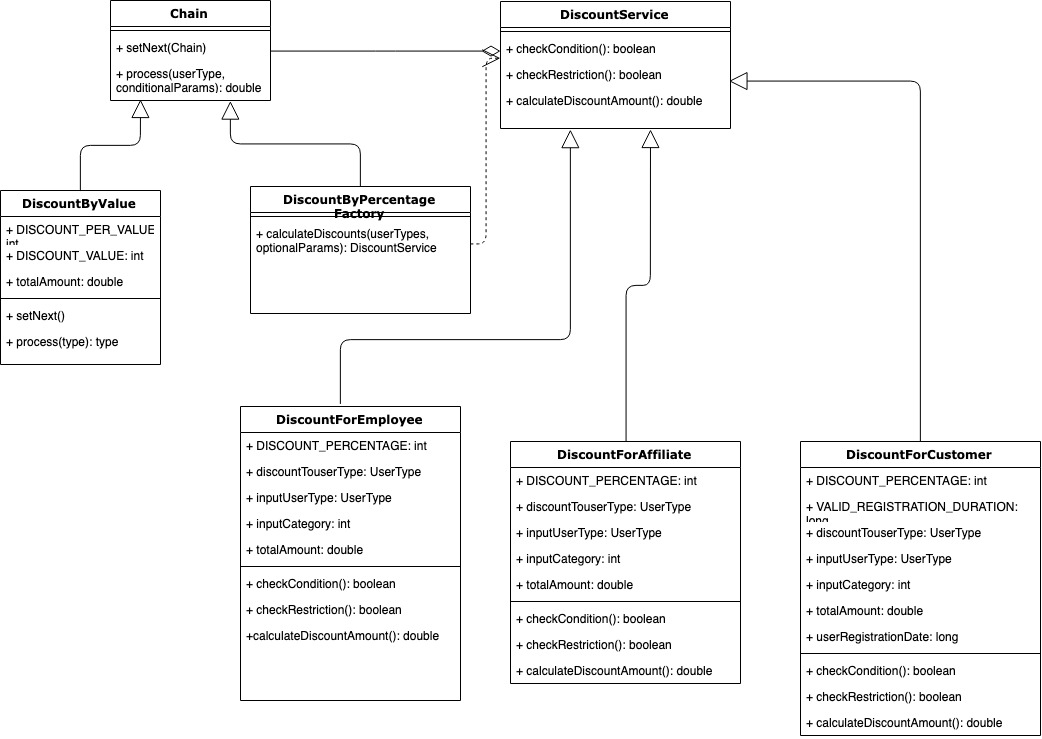 Chain
+ setNext(Chain)
+ process(userType,
conditionalParams): double
DiscountService
+ checkCondition(): boolean
+ checkRestriction(): boolean
+ calculateDiscountAmount(): double
DiscountByValue
+ DISCOUNT_PER_VALUE
int
+ DISCOUNT_VALUE: int
+ totalAmount: double
+ setNext()
+ process(type): type
DiscountByPercentage
Factory
+ calculateDiscounts(userTypes,
optionalParams): DiscountService
DiscountForEmployee
+ DISCOUNT_PERCENTAGE: int
+ discountTouserType: UserType
+ inputUserType: UserType
+ inputCategory: int
+ totalAmount: double
+ checkCondition(): boolean
+ checkRestriction(): boolean
+calculateDiscountAmount(): double
DiscountForAffiliate
+ DISCOUNT_PERCENTAGE: int
+ discountTouserType: UserType
+ inputUserType: UserType
+ inputCategory: int
+ totalAmount: double
+ checkCondition(): boolean
+ checkRestriction(): boolean
+ calculateDiscountAmount(): double
DiscountForCustomer
+ DISCOUNT_PERCENTAGE: int
+ VALID_REGISTRATION_DURATION:
long
+ discountTouserType: UserType
+ inputUserType: UserType
+ inputCategory: int
+ totalAmount: double
+ userRegistrationDate: long
+ checkCondition(): boolean
+ checkRestriction(): boolean
+ calculateDiscountAmount(): double